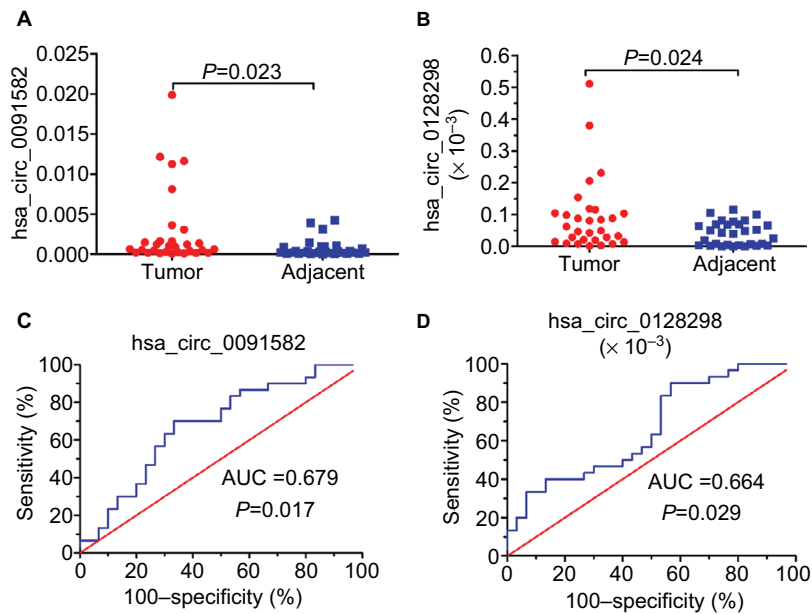 A
hsa_circ_0091582
0.025
0.020
0.015
0.010
0.005
0.000
P=0.023
Tumor
Adjacent
B
hsa_circ_0128298
(× 10–3)
0.6
0.5
0.4
0.3
0.2
0.1
0.0
P=0.024
Tumor
Adjacent
C
hsa_circ_0091582
Sensitivity (%)
100
80
60
40
20
0
AUC =0.679
P=0.017
0
20
40
60
80
100
100–specificity (%)
D
hsa_circ_0128298
(× 10–3)
Sensitivity (%)
100
80
60
40
20
0
AUC =0.664
P=0.029
0
20
40
60
80
100
100–specificity (%)